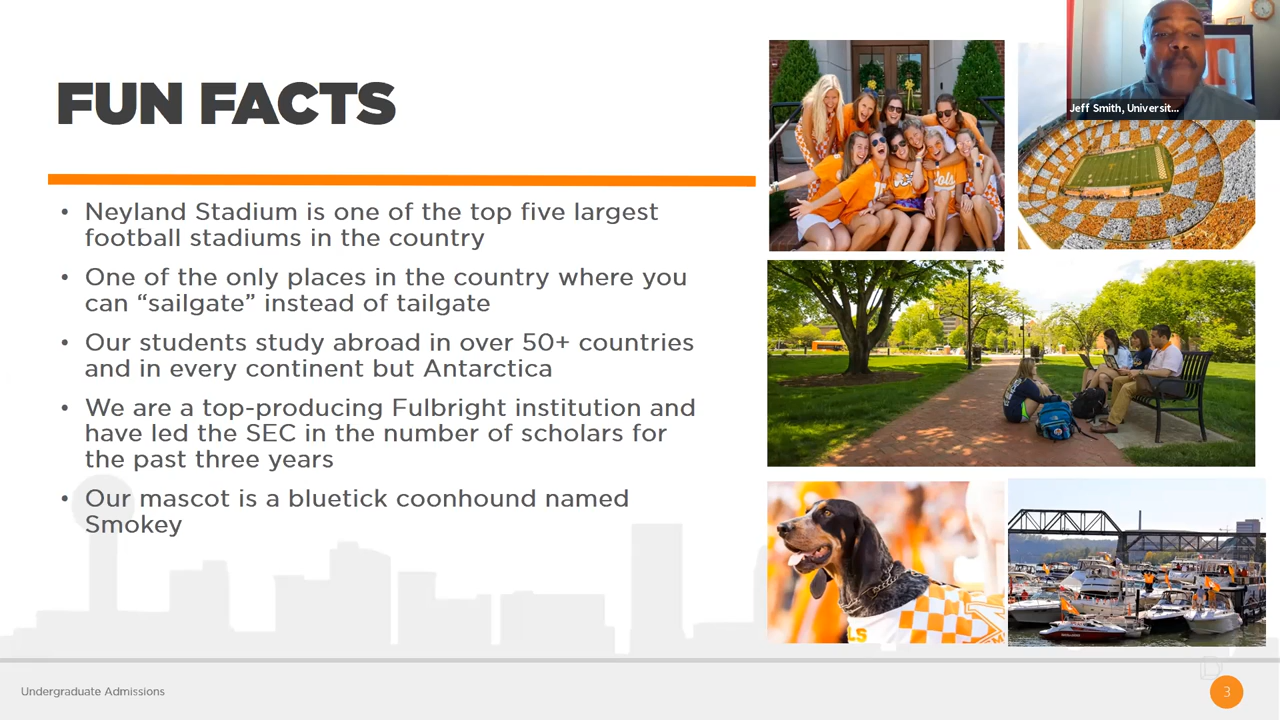 FUN FACTS
Jeff Smith, Universit...
• Neyland Stadium is one of the top five largest
football stadiums in the country
• One of the only places in the country where you
can “sailgate” instead of tailgate
• Our students study abroad in over 50+ countries
and in every continent but Antarctica
• We are a top-producing Fulbright institution and
have led the SEC in the number of scholars for
the past three years
• Our mascot is a bluetick coonhound named
Smokey
Undergraduate Admissions
3